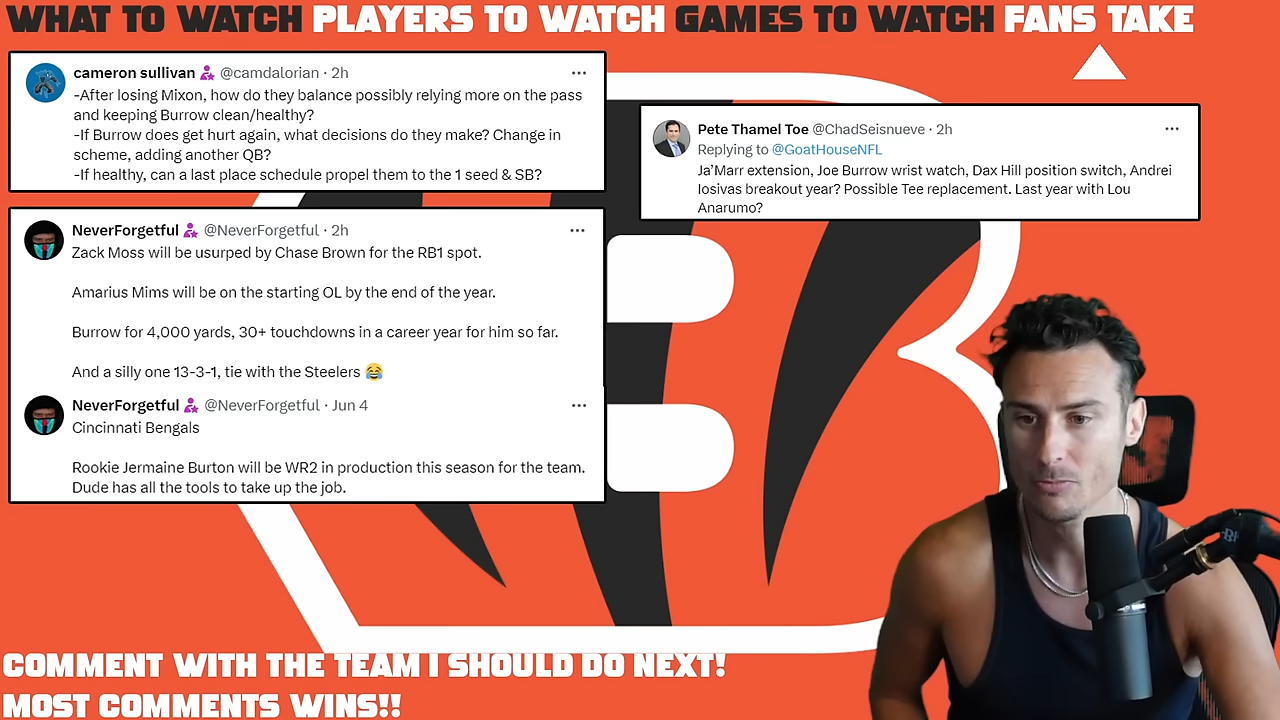 WHAT TO WATCH PLAYERS TO WATCH GAMES TO WATCH FANS TAKE
cameron sullivan @camdalorian · 2h
-After losing Mixon, how do they balance possibly relying more on the pass
and keeping Burrow clean/healthy?
-If Burrow does get hurt again, what decisions do they make? Change in
scheme, adding another QB?
-If healthy, can a last place schedule propel them to the 1 seed & SB?
NeverForgetful @NeverForgetful · 2h
Zack Moss will be usurped by Chase Brown for the RB1 spot.
Amarius Mims will be on the starting OL by the end of the year.
Burrow for 4,000 yards, 30+ touchdowns in a career year for him so far.
And a silly one 13-3-1, tie with the Steelers 😂
NeverForgetful @NeverForgetful · Jun 4
Cincinnati Bengals
Rookie Jermaine Burton will be WR2 in production this season for the team.
Dude has all the tools to take up the job.
Pete Thamel Toe @ChadSeisnueve · 2h
Replying to @GoatHouseNFL
Ja'Marr extension, Joe Burrow wrist watch, Dax Hill position switch, Andrei
Iosivas breakout year? Possible Tee replacement. Last year with Lou
Anarumo?
COMMENT WITH THE TEAM I SHOULD DO NEXT!
MOST COMMENTS WINS!!